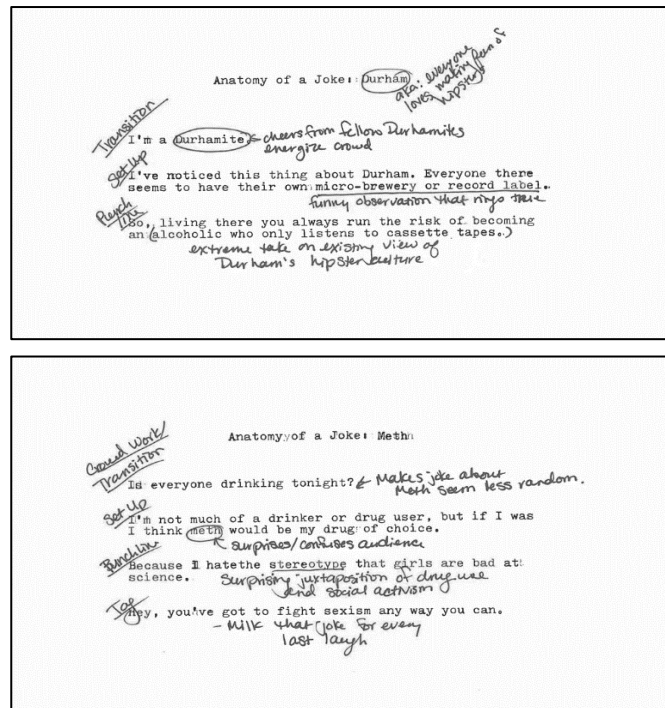 Anatomy of a Joke: Durham
aka: everyone
loves making fun of
hipsters
Transition
I'm a Durhamite cheers from fellow Durhamites
energize crowd
Set Up
I've noticed this thing about Durham. Everyone there
seems to have their own micro-brewery or record label.
funny observation that rings true
Punch
line
So, living there you always run the risk of becoming
an alcoholic who only listens to cassette tapes.
extreme take on existing view of
Durham's hipster culture
Crowd Work/
Transition
Anatomy of a Joke: Meth
Is everyone drinking tonight? Makes joke about
Meth seem less random.
Set Up
I'm not much of a drinker or drug user, but if I was
I think meth would be my drug of choice.
surprises/confuses audience
Punchline
Because I hatethe stereotype that girls are bad at
science. Surprising juxtaposition of drug use
and social activism
Tag
Hey, you've got to fight sexism any way you can.
- Milk that joke for every
last laugh